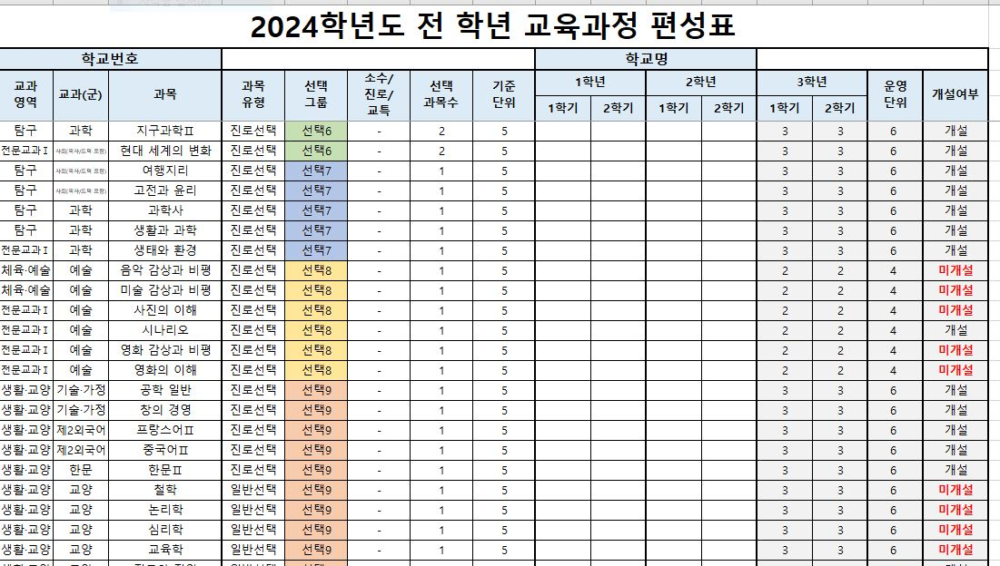 2024학년도 전 학년 교육과정 편성표
학교번호 학교명
교과 영역 교과(군) 과목 과목 유형 선택 그룹 소수/ 진로/ 교특 선택 과목수 기준 단위 1학년 2학년 3학년 운영 단위 개설여부
1학기 2학기 1학기 2학기 1학기 2학기
탐구 과학 지구과학Ⅱ 진로선택 선택6 - 2 5 3 3 6 개설
전문교과Ⅰ 사회(역사/도덕 포함) 현대 세계의 변화 진로선택 선택6 - 2 5 3 3 6 개설
탐구 사회(역사/도덕 포함) 여행지리 진로선택 선택7 - 1 5 3 3 6 개설
탐구 사회(역사/도덕 포함) 고전과 윤리 진로선택 선택7 - 1 5 3 3 6 개설
탐구 과학 과학사 진로선택 선택7 - 1 5 3 3 6 개설
탐구 과학 생활과 과학 진로선택 선택7 - 1 5 3 3 6 개설
전문교과Ⅰ 과학 생태와 환경 진로선택 선택7 - 1 5 3 3 6 개설
체육·예술 예술 음악 감상과 비평 진로선택 선택8 - 1 5 2 2 4 미개설
체육·예술 예술 미술 감상과 비평 진로선택 선택8 - 1 5 2 2 4 미개설
전문교과Ⅰ 예술 사진의 이해 진로선택 선택8 - 1 5 2 2 4 미개설
전문교과Ⅰ 예술 시나리오 진로선택 선택8 - 1 5 2 2 4 개설
전문교과Ⅰ 예술 영화 감상과 비평 진로선택 선택8 - 1 5 2 2 4 미개설
전문교과Ⅰ 예술 영화의 이해 진로선택 선택8 - 1 5 2 2 4 미개설
생활·교양 기술·가정 공학 일반 진로선택 선택9 - 1 5 3 3 6 개설
생활·교양 기술·가정 창의 경영 진로선택 선택9 - 1 5 3 3 6 개설
생활·교양 제2외국어 프랑스어Ⅱ 진로선택 선택9 - 1 5 3 3 6 개설
생활·교양 제2외국어 중국어Ⅱ 진로선택 선택9 - 1 5 3 3 6 개설
생활·교양 한문 한문Ⅱ 진로선택 선택9 - 1 5 3 3 6 개설
생활·교양 교양 철학 일반선택 선택9 - 1 5 3 3 6 미개설
생활·교양 교양 논리학 일반선택 선택9 - 1 5 3 3 6 미개설
생활·교양 교양 심리학 일반선택 선택9 - 1 5 3 3 6 미개설
생활·교양 교양 교육학 일반선택 선택9 - 1 5 3 3 6 미개설